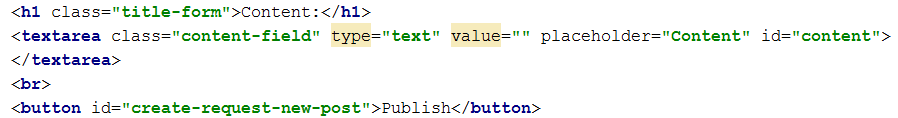 <h1 class="title-form">Content:</h1>
<textarea class="content-field" type="text" value="" placeholder="Content" id="content">
</textarea>
<br>
<button id="create-request-new-post">Publish</button>